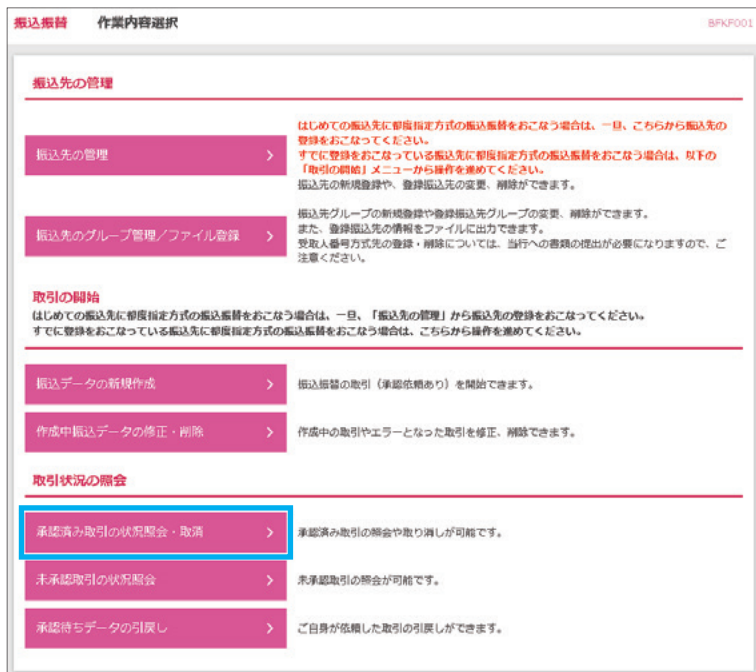 振込振替　作業内容選択
BFKF001
振込先の管理
振込先の管理
はじめての振込先に都度指定方式の振込振替をおこなう場合は、一旦、こちらから振込先の
登録をおこなってください。
すでに登録をおこなっている振込先に都度指定方式の振込振替をおこなう場合は、以下の
「取引の開始」メニューから操作を進めてください。
振込先の新規登録や、登録振込先の変更、削除ができます。
振込先のグループ管理／ファイル登録
振込先グループの新規登録や登録振込先グループの変更、削除ができます。
また、登録振込先の情報をファイルに出力できます。
受取人番号方式先の登録・削除については、当行への書類の提出が必要になりますので、ご
注意ください。
取引の開始
はじめての振込先に都度指定方式の振込振替をおこなう場合は、一旦、「振込先の管理」から振込先の登録をおこなってください。
すでに登録をおこなっている振込先に都度指定方式の振込振替をおこなう場合は、こちらから操作を進めてください。
振込データの新規作成
振込振替の取引（承認依頼あり）を開始できます。
作成中振込データの修正・削除
作成中の取引やエラーとなった取引を修正、削除できます。
取引状況の照会
承認済み取引の状況照会・取消
承認済み取引の照会や取り消しが可能です。
未承認取引の状況照会
未承認取引の照会が可能です。
承認待ちデータの引戻し
ご自身が依頼した取引の引戻しができます。